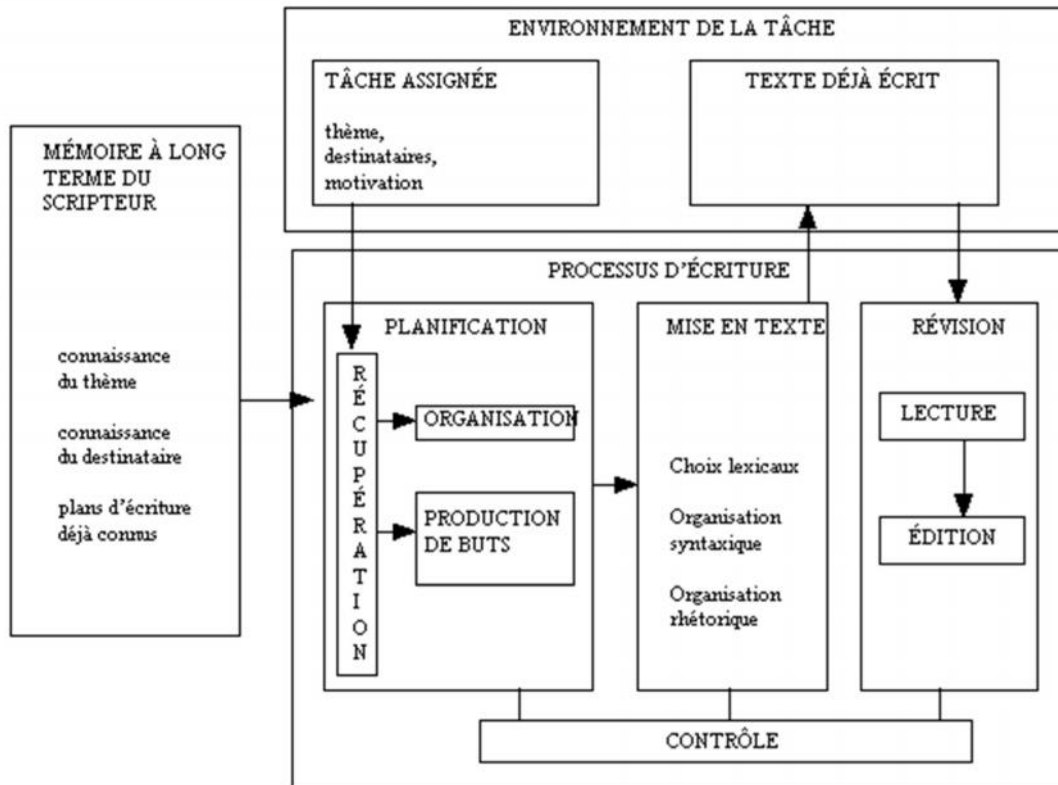 ENVIRONNEMENT DE LA TÂCHE
TÂCHE ASSIGNÉE
thème,
destinataires,
motivation
TEXTE DÉJÀ ÉCRIT
MÉMOIRE À LONG
TERME DU
SCRIPTEUR
connaissance
du thème
connaissance
du destinataire
plans d'écriture
déjà connus
PROCESSUS D'ÉCRITURE
PLANIFICATION
RÉCUPÉRATION
ORGANISATION
PRODUCTION
DE BUTS
MISE EN TEXTE
Choix lexicaux
Organisation
syntaxique
Organisation
rhétorique
RÉVISION
LECTURE
ÉDITION
CONTRÔLE